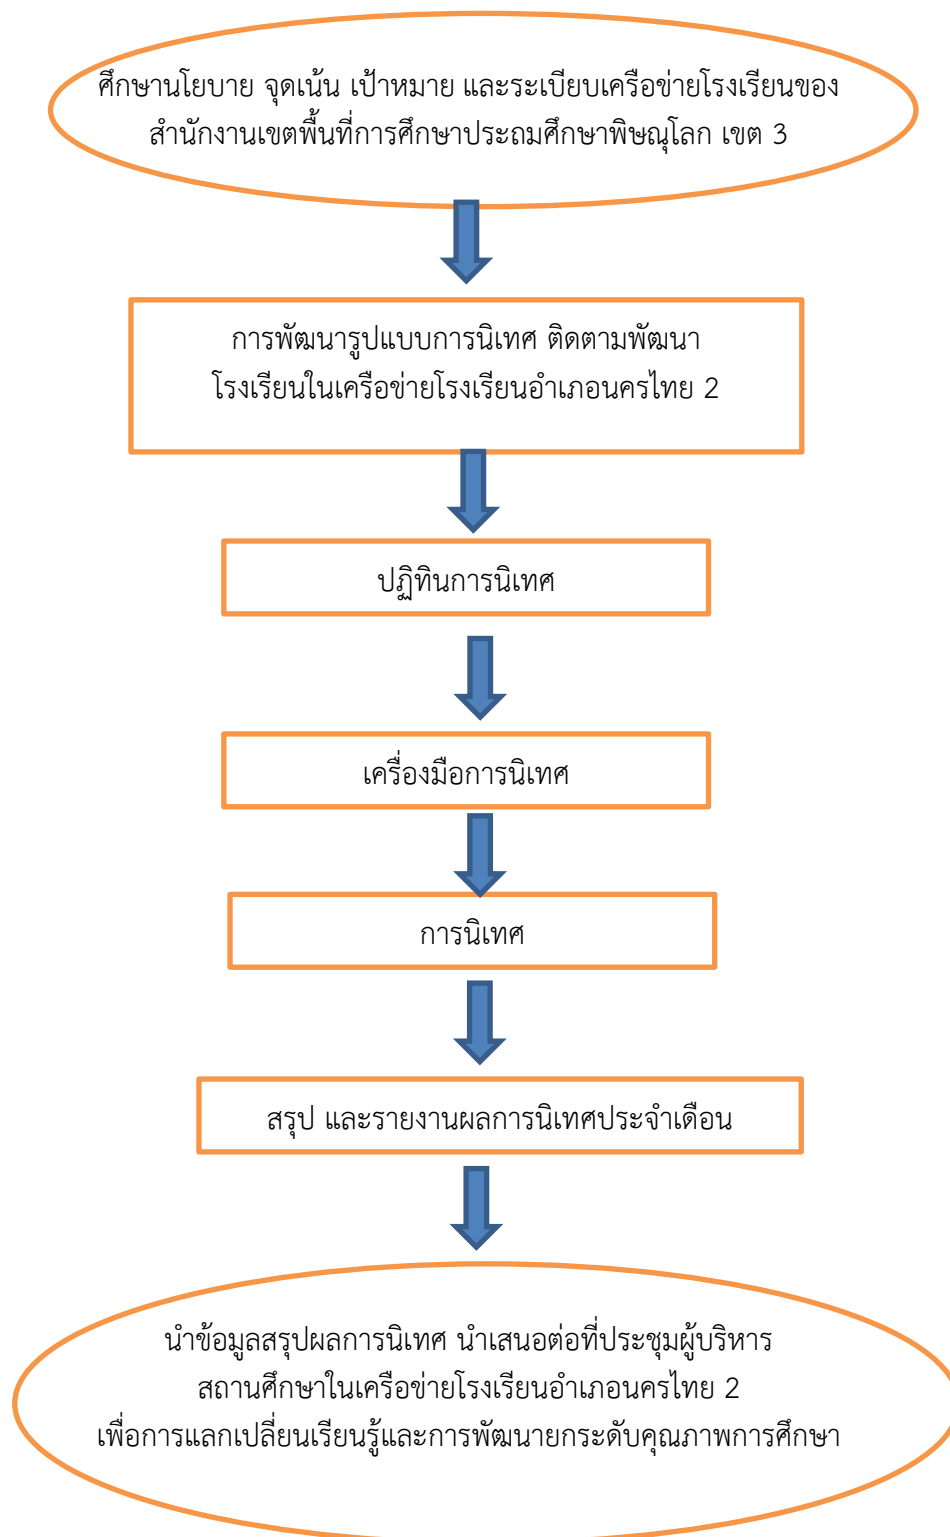 ศึกษานโยบาย จุดเน้น เป้าหมาย และระเบียบเครือข่ายโรงเรียนของ
สำนักงานเขตพื้นที่การศึกษาประถมศึกษาพิษณุโลก เขต 3
การพัฒนารูปแบบการนิเทศ ติดตามพัฒนา
โรงเรียนในเครือข่ายโรงเรียนอำเภอนครไทย 2
ปฏิทินการนิเทศ
เครื่องมือการนิเทศ
การนิเทศ
สรุป และรายงานผลการนิเทศประจำเดือน
นำข้อมูลสรุปผลการนิเทศ นำเสนอต่อที่ประชุมผู้บริหาร
สถานศึกษาในเครือข่ายโรงเรียนอำเภอนครไทย 2
เพื่อการแลกเปลี่ยนเรียนรู้และการพัฒนายกระดับคุณภาพการศึกษา